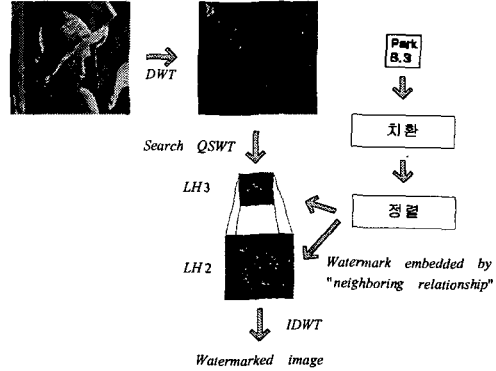 DWT
Park
B.3
치환
Search QSWT
LH3
정렬
LH2
Watermark embedded by
"neighboring relationship"
IDWT
Watermarked image